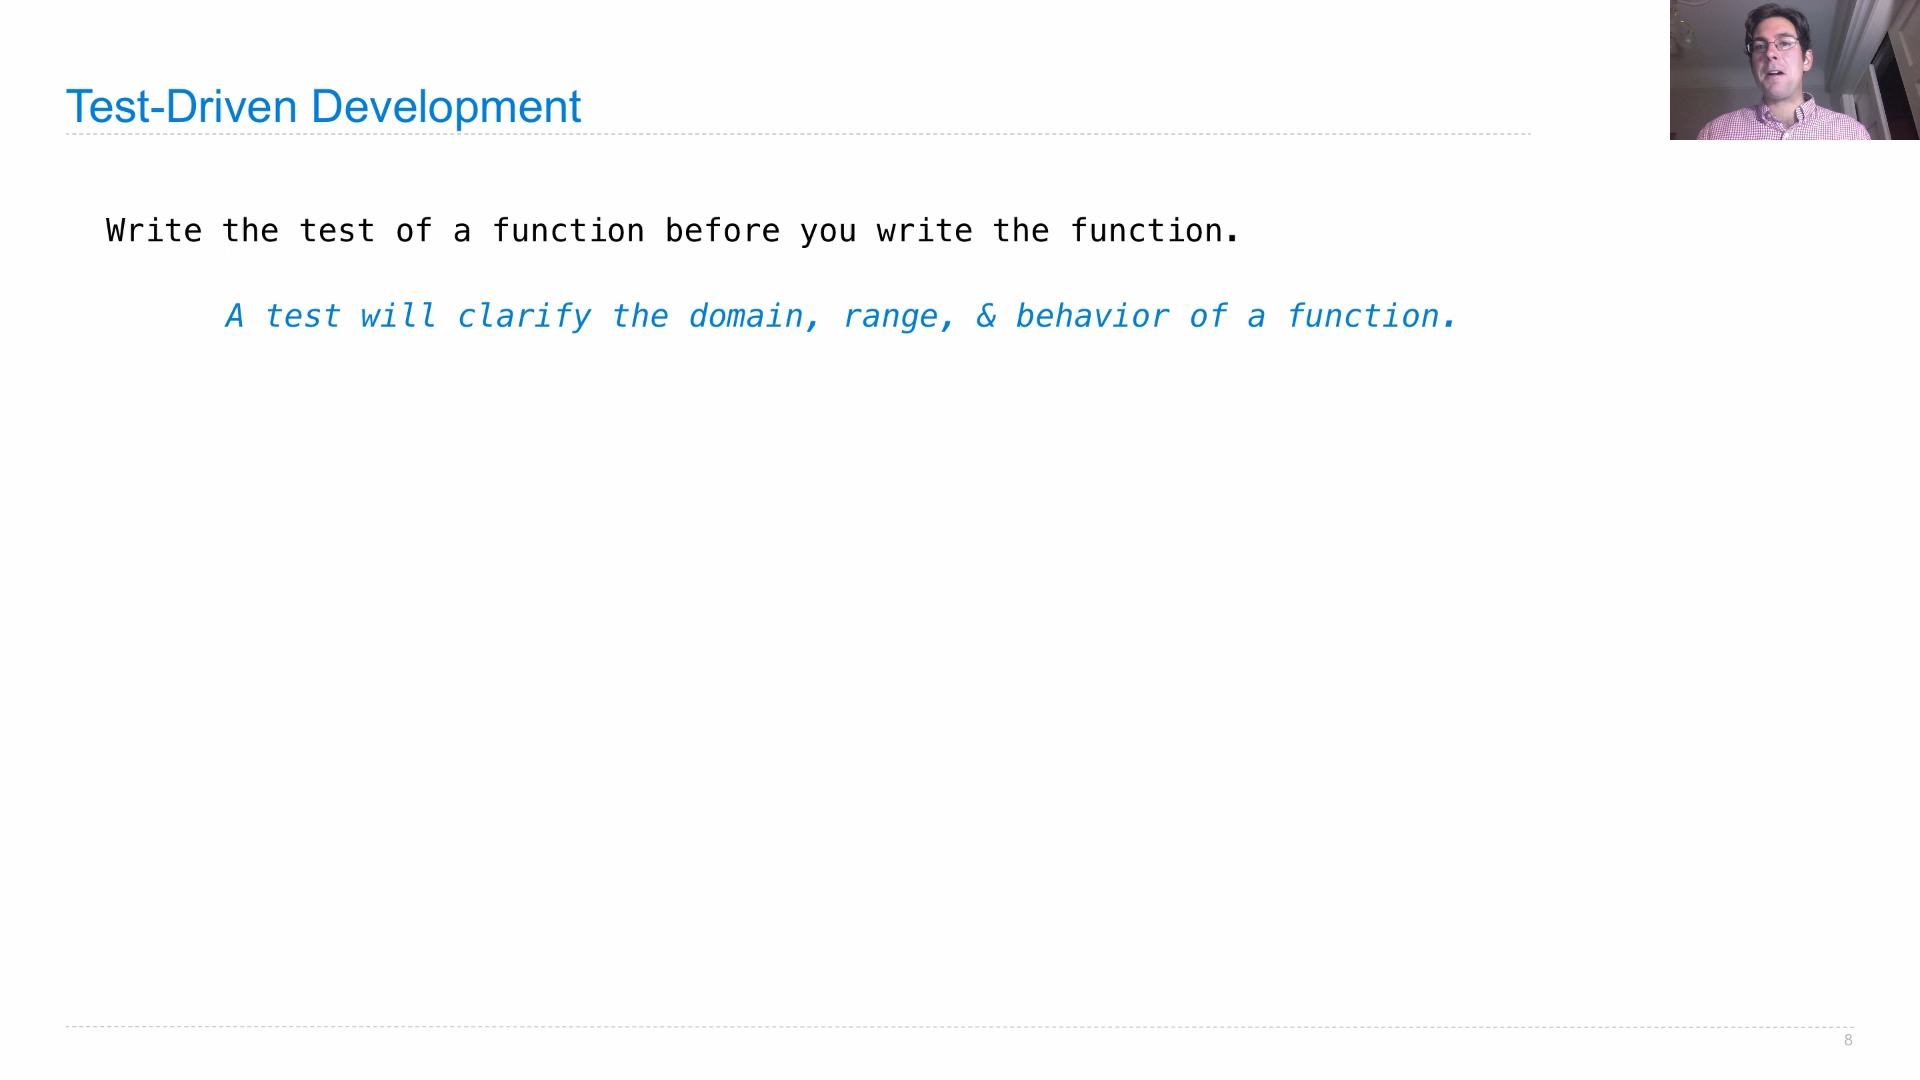 Test-Driven Development
Write the test of a function before you write the function.
A test will clarify the domain, range, & behavior of a function.
8